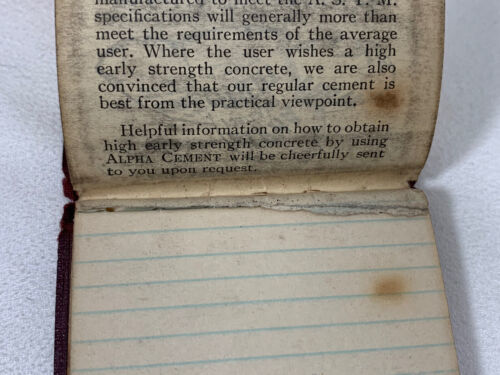 manufactured to meet the A. S. T. M.
specifications will generally more than
meet the requirements of the average
user. Where the user wishes a high
early strength concrete, we are also
convinced that our regular cement is
best from the practical viewpoint.
Helpful information on how to obtain
high early strength concrete by using
ALPHA CEMENT will be cheerfully sent
to you upon request.